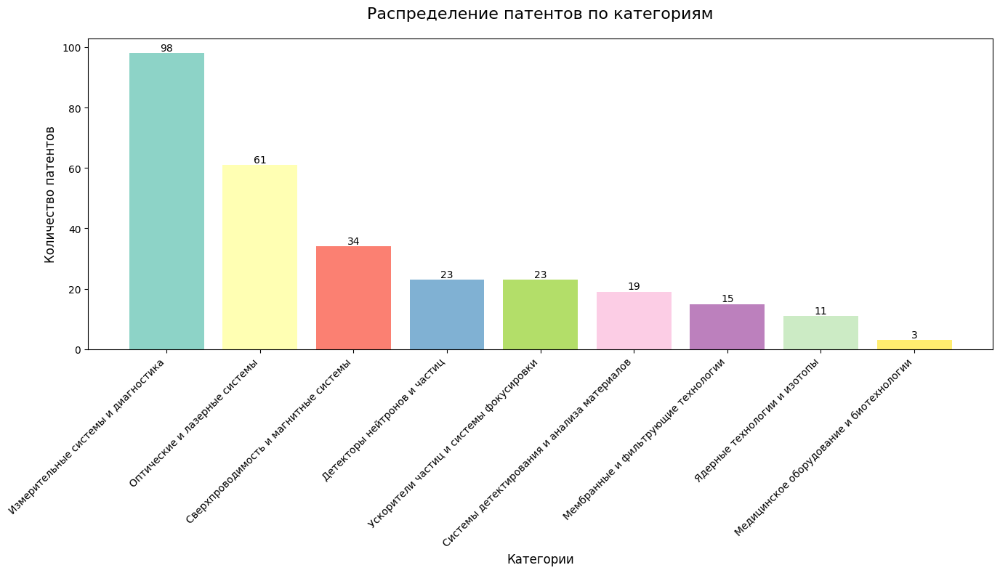 Распределение патентов по категориям
Количество патентов
100
80
60
40
20
0
98
61
34
23
23
19
15
11
3
Измерительные системы и диагностика
Оптические и лазерные системы
Сверхпроводимость и магнитные системы
Детекторы нейтронов и частиц
Ускорители частиц и системы фокусировки
Системы детектирования и анализа материалов
Мембранные и фильтрующие технологии
Ядерные технологии и изотопы
Медицинское оборудование и биотехнологии
Категории